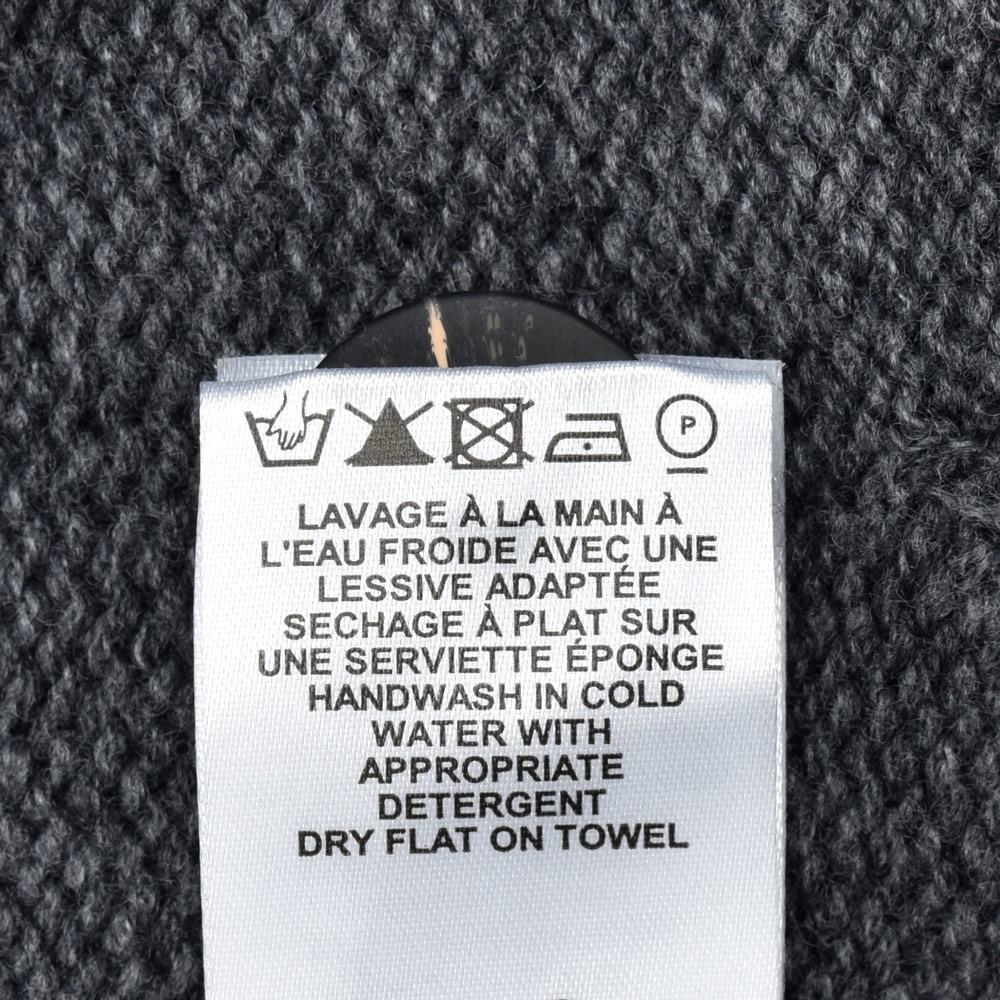 P
LAVAGE À LA MAIN À
L'EAU FROIDE AVEC UNE
LESSIVE ADAPTÉE
SECHAGE À PLAT SUR
UNE SERVIETTE ÉPONGE
HANDWASH IN COLD
WATER WITH
APPROPRIATE
DETERGENT
DRY FLAT ON TOWEL